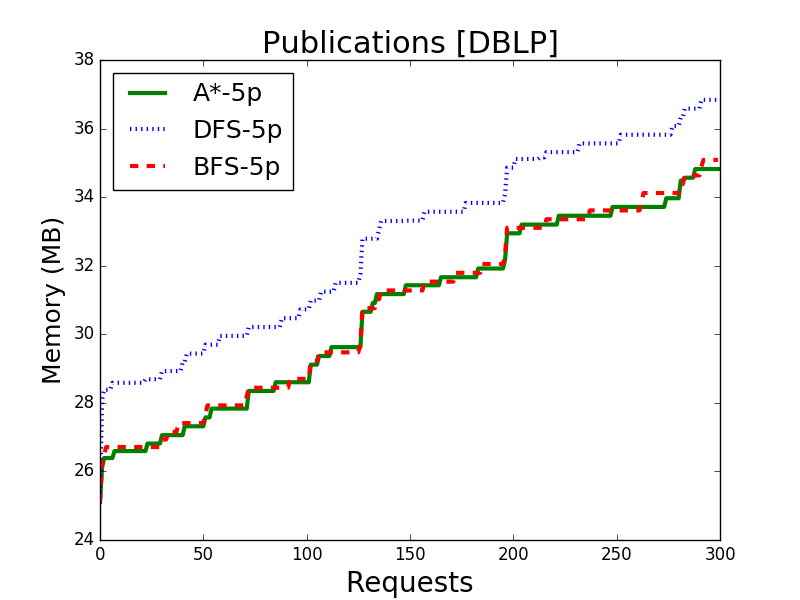 Publications [DBLP]
A*-5p
DFS-5p
BFS-5p
Memory (MB)
38
36
34
32
30
28
26
24
0 50 100 150 200 250 300
Requests